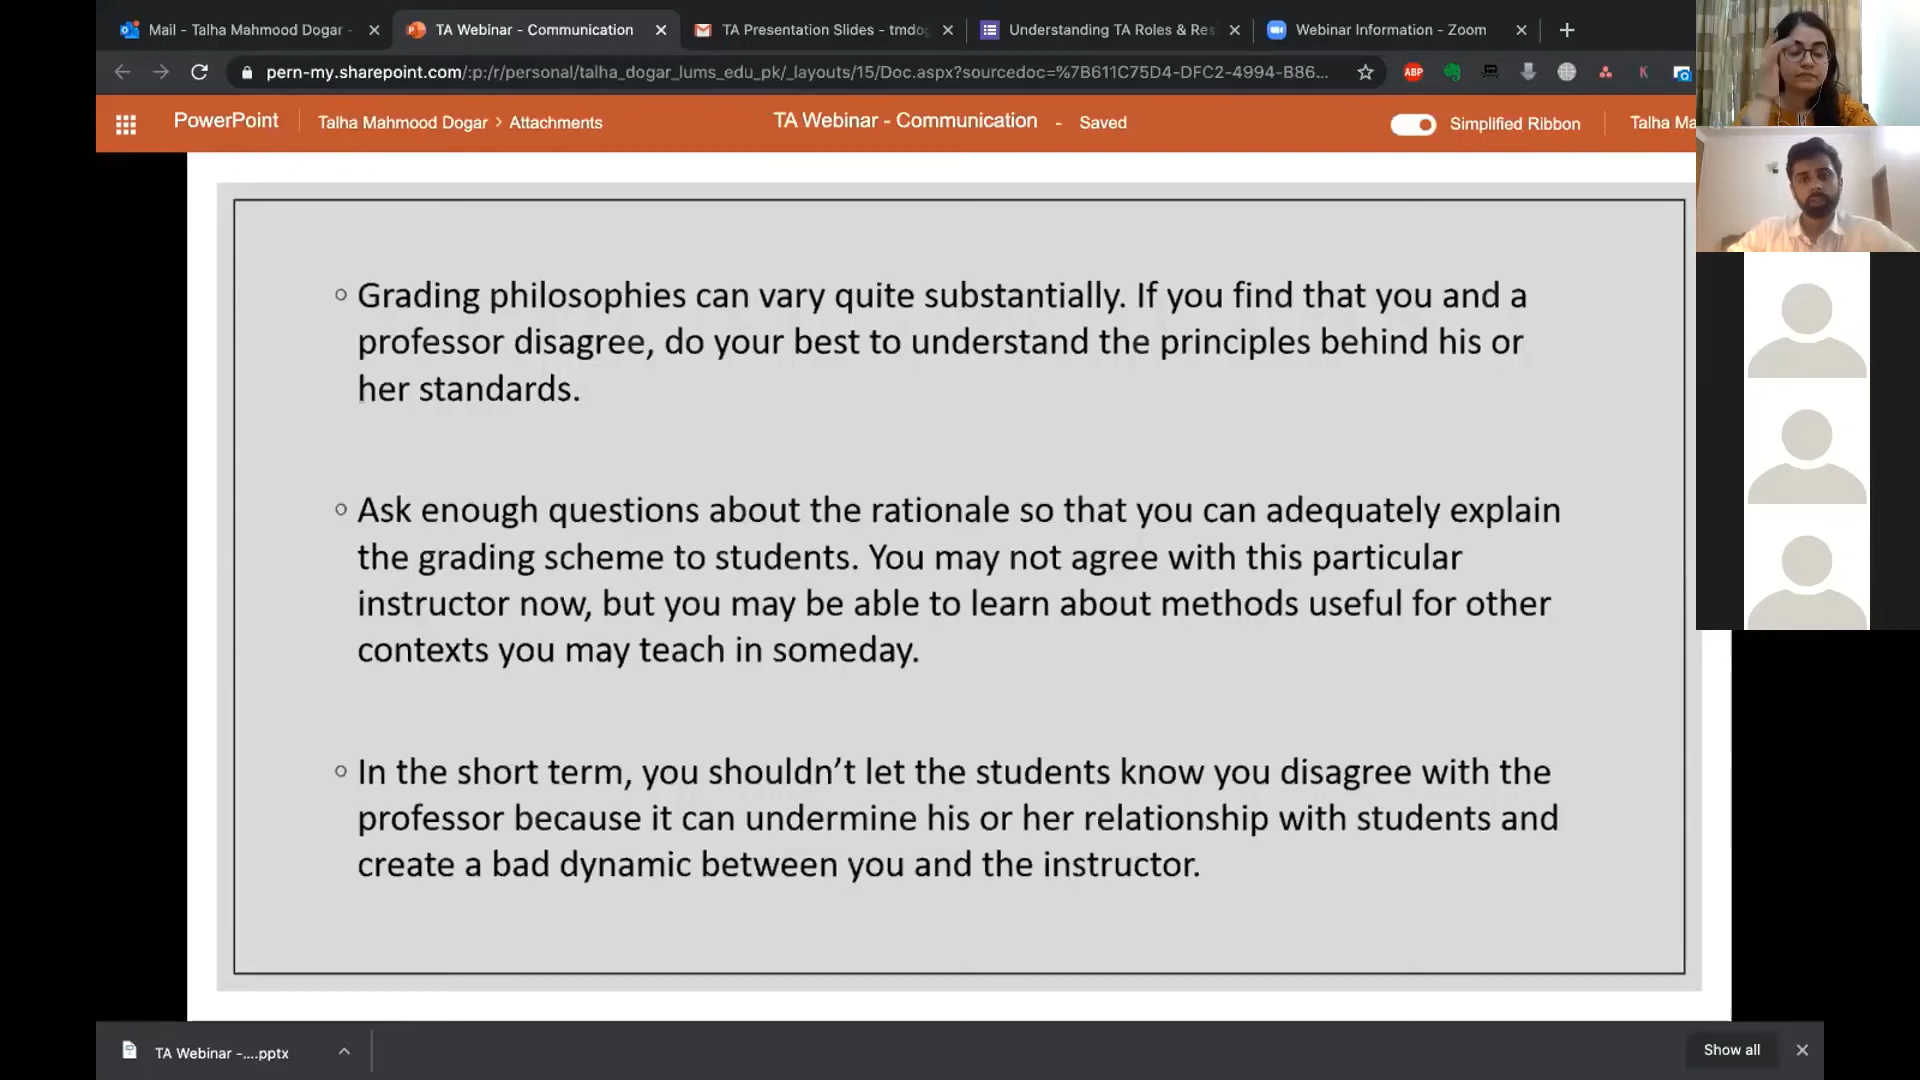 Mail - Talha Mahmood Dogar -
TA Webinar - Communication
TA Presentation Slides - tmdog
Understanding TA Roles & Res
Webinar Information - Zoom
pern-my.sharepoint.com/:p:/r/personal/talha_dogar_lums_edu_pk/_layouts/15/Doc.aspx?sourcedoc=%7B611C75D4-DFC2-4994-B86...
ABP
K
PowerPoint
Talha Mahmood Dogar > Attachments
TA Webinar - Communication - Saved
Simplified Ribbon
Talha Ma
Grading philosophies can vary quite substantially. If you find that you and a
professor disagree, do your best to understand the principles behind his or
her standards.
Ask enough questions about the rationale so that you can adequately explain
the grading scheme to students. You may not agree with this particular
instructor now, but you may be able to learn about methods useful for other
contexts you may teach in someday.
In the short term, you shouldn’t let the students know you disagree with the
professor because it can undermine his or her relationship with students and
create a bad dynamic between you and the instructor.
TA Webinar -....pptx
Show all